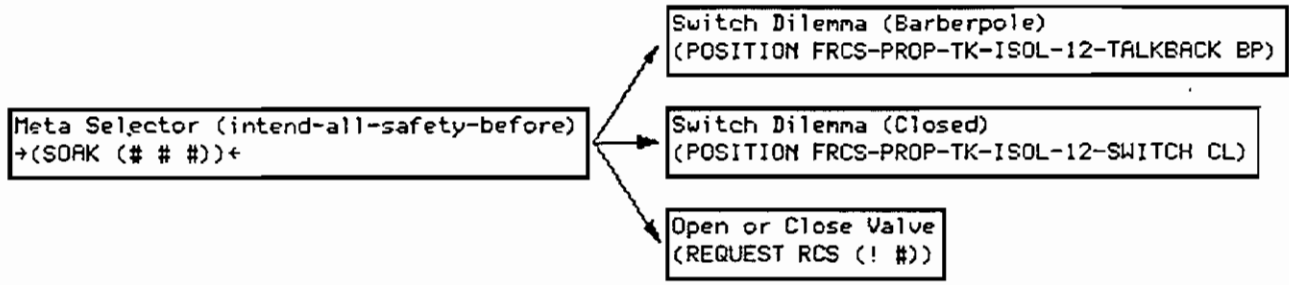 Switch Dilemma (Barberpole)
(POSITION FRCS-PROP-TK-ISOL-12-TALKBACK BP)
Meta Selector (intend-all-safety-before)
→(SOAK (# # #))←
Switch Dilemma (Closed)
(POSITION FRCS-PROP-TK-ISOL-12-SWITCH CL)
Open or Close Valve
(REQUEST RCS (! #))